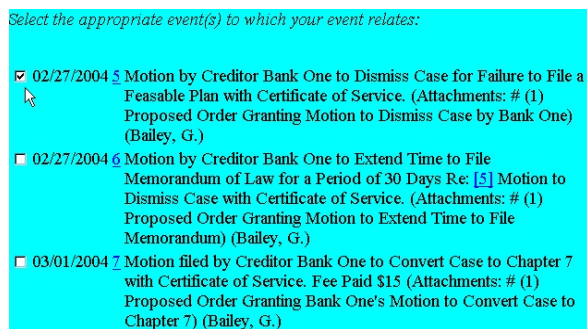 Select the appropriate event(s) to which your event relates:
02/27/2004 5 Motion by Creditor Bank One to Dismiss Case for Failure to File a
Feasable Plan with Certificate of Service. (Attachments: # (1)
Proposed Order Granting Motion to Dismiss Case by Bank One)
(Bailey, G.)
02/27/2004 6 Motion by Creditor Bank One to Extend Time to File
Memorandum of Law for a Period of 30 Days Re: [5] Motion to
Dismiss Case with Certificate of Service. (Attachments: # (1)
Proposed Order Granting Motion to Extend Time to File
Memorandum) (Bailey, G.)
03/01/2004 7 Motion filed by Creditor Bank One to Convert Case to Chapter 7
with Certificate of Service. Fee Paid $15 (Attachments: # (1)
Proposed Order Granting Bank One's Motion to Convert Case to
Chapter 7) (Bailey, G.)